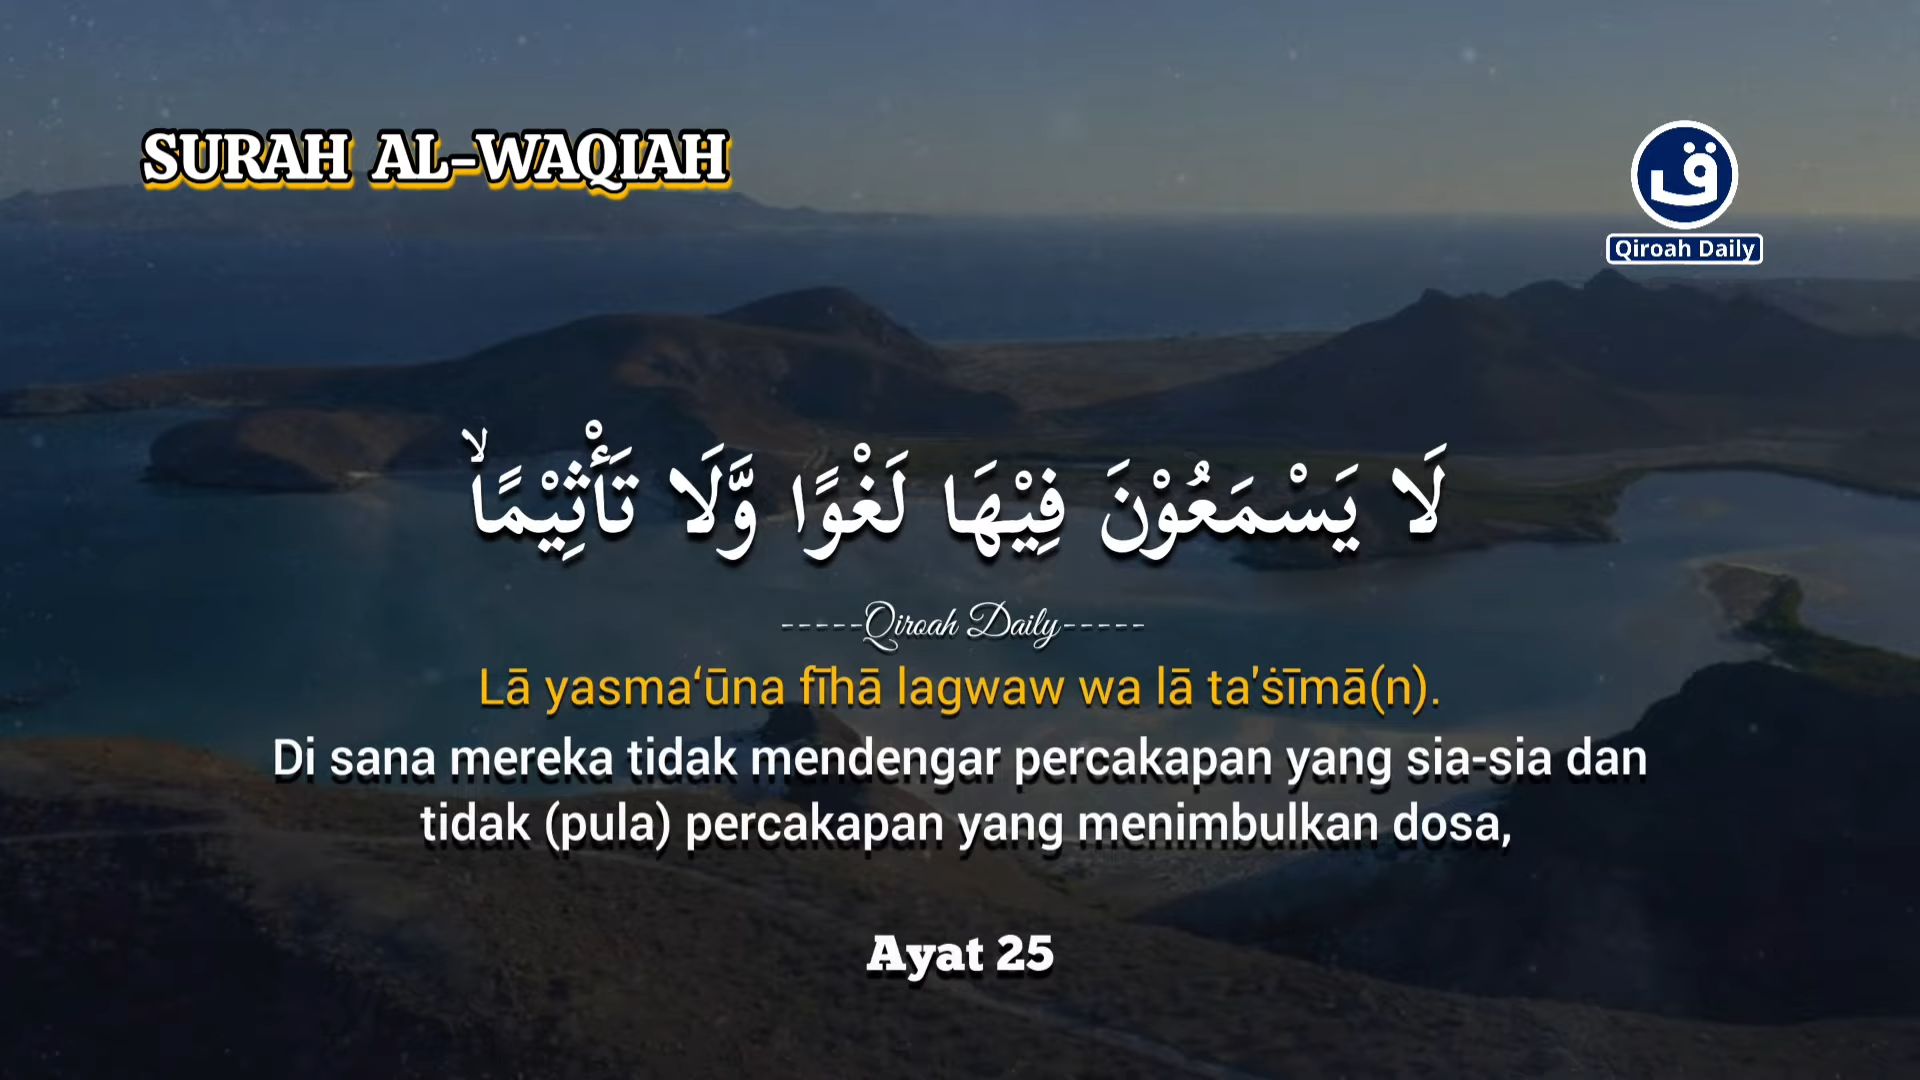 SURAH AL-WAQIAH
ق
Qiroah Daily
لَا يَسْمَعُوْنَ فِيْهَا لَغْوًا وَّلَا تَأْثِيْمًاۙ
-----Qiroah Daily-----
Lā yasma‘ūna fīhā lagwaw wa lā ta'ṡīmā(n).
Di sana mereka tidak mendengar percakapan yang sia-sia dan
tidak (pula) percakapan yang menimbulkan dosa,
Ayat 25